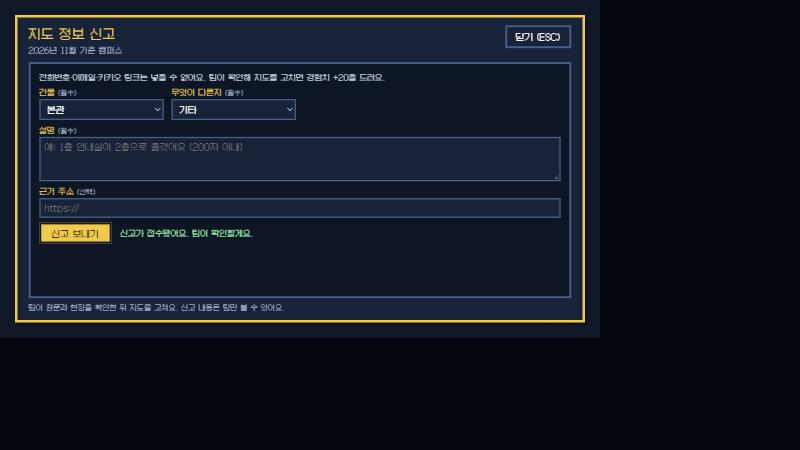 지도 정보 신고
닫기 (ESC)
2026년 11월 기준 캠퍼스
전화번호·이메일·카카오 링크는 넣을 수 없어요. 팀이 확인해 지도를 고치면 경험치 +20을 드려요.
건물 (필수)
무엇이 다른지 (필수)
본관
기타
설명 (필수)
예: 1층 안내실이 2층으로 옮겼어요 (200자 이내)
근거 주소 (선택)
https://
신고 보내기
신고가 접수됐어요. 팀이 확인할게요.
팀이 원문과 현장을 확인한 뒤 지도를 고쳐요. 신고 내용은 팀만 볼 수 있어요.